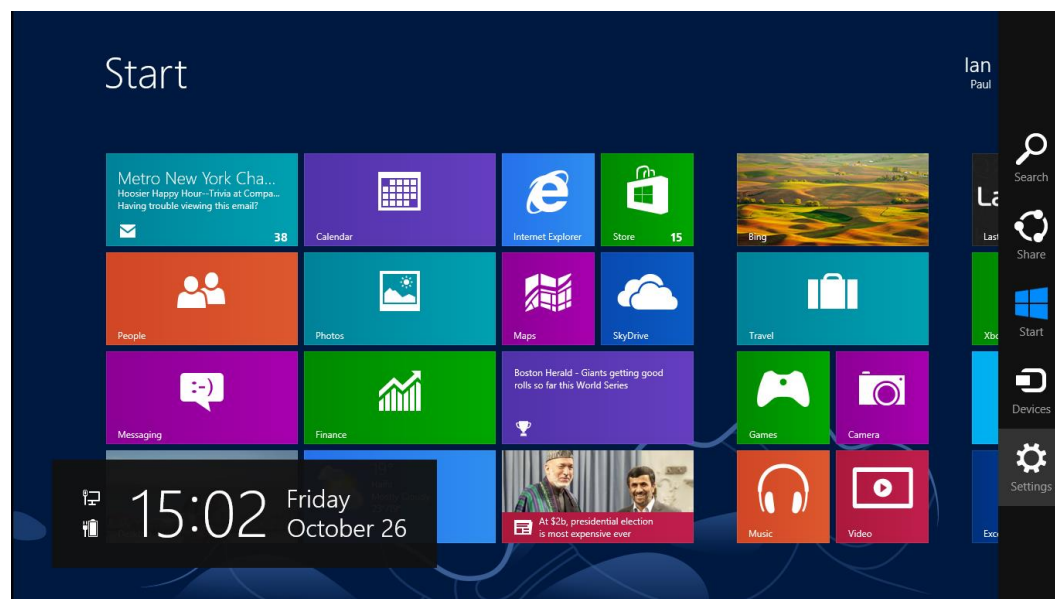 Start
Ian
Paul
Metro New York Cha...
Hoosier Happy Hour--Trivia at Compa...
Having trouble viewing this email?
38
Calendar
Internet Explorer
Store 15
Bing
Last
People
Photos
Maps
SkyDrive
Travel
Xbo
:-)
Messaging
Finance
Boston Herald - Giants getting good
rolls so far this World Series
Games
Camera
15:02
Friday
October 26
At $2b, presidential election
is most expensive ever
Music
Video
Exc
Search
Share
Start
Devices
Settings